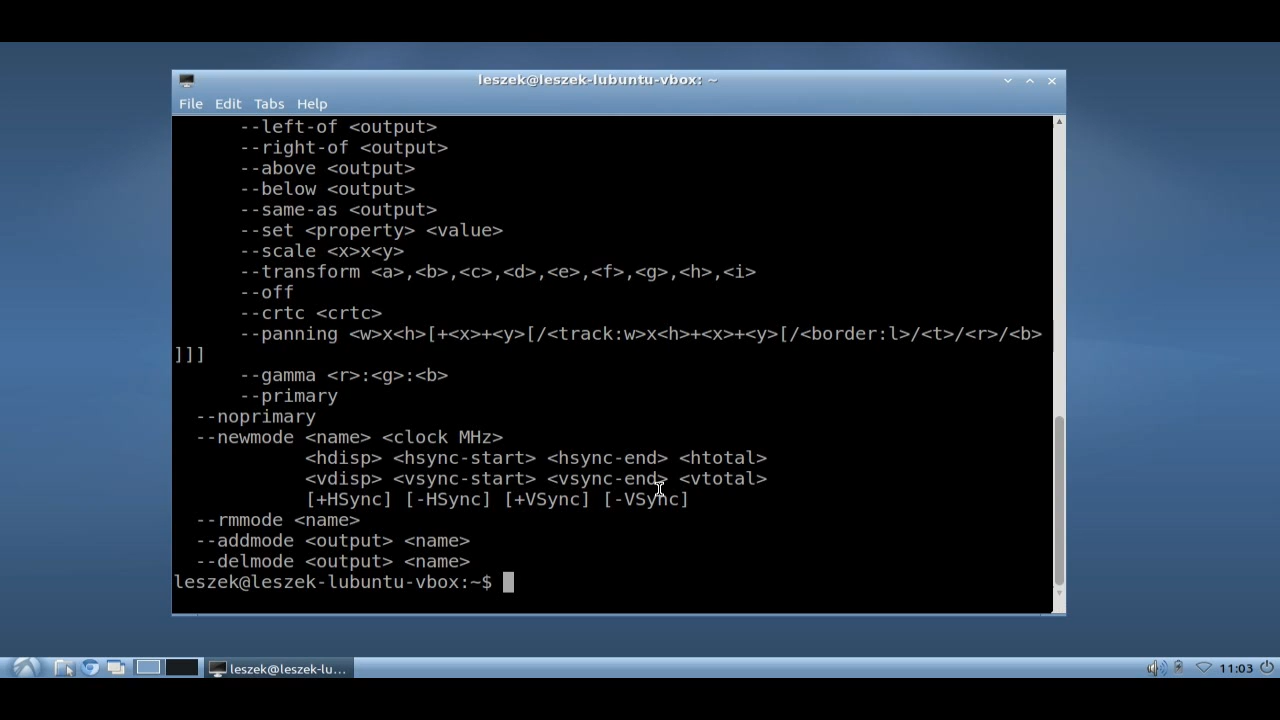 leszek@leszek-lubuntu-vbox: ~
File Edit Tabs Help
--left-of <output>
--right-of <output>
--above <output>
--below <output>
--same-as <output>
--set <property> <value>
--scale <x>x<y>
--transform <a>,<b>,<c>,<d>,<e>,<f>,<g>,<h>,<i>
--off
--crtc <crtc>
--panning <w>x<h>[+<x>+<y>[/<track:w>x<h>+<x>+<y>[/<border:l>/<t>/<r>/<b>
]]]
--gamma <r>:<g>:<b>
--primary
--noprimary
--newmode <name> <clock MHz>
<hdisp> <hsync-start> <hsync-end> <htotal>
<vdisp> <vsync-start> <vsync-end> <vtotal>
[+HSync] [-HSync] [+VSync] [-VSync]
--rmmode <name>
--addmode <output> <name>
--delmode <output> <name>
leszek@leszek-lubuntu-vbox:~$
leszek@leszek-lu... 11:03